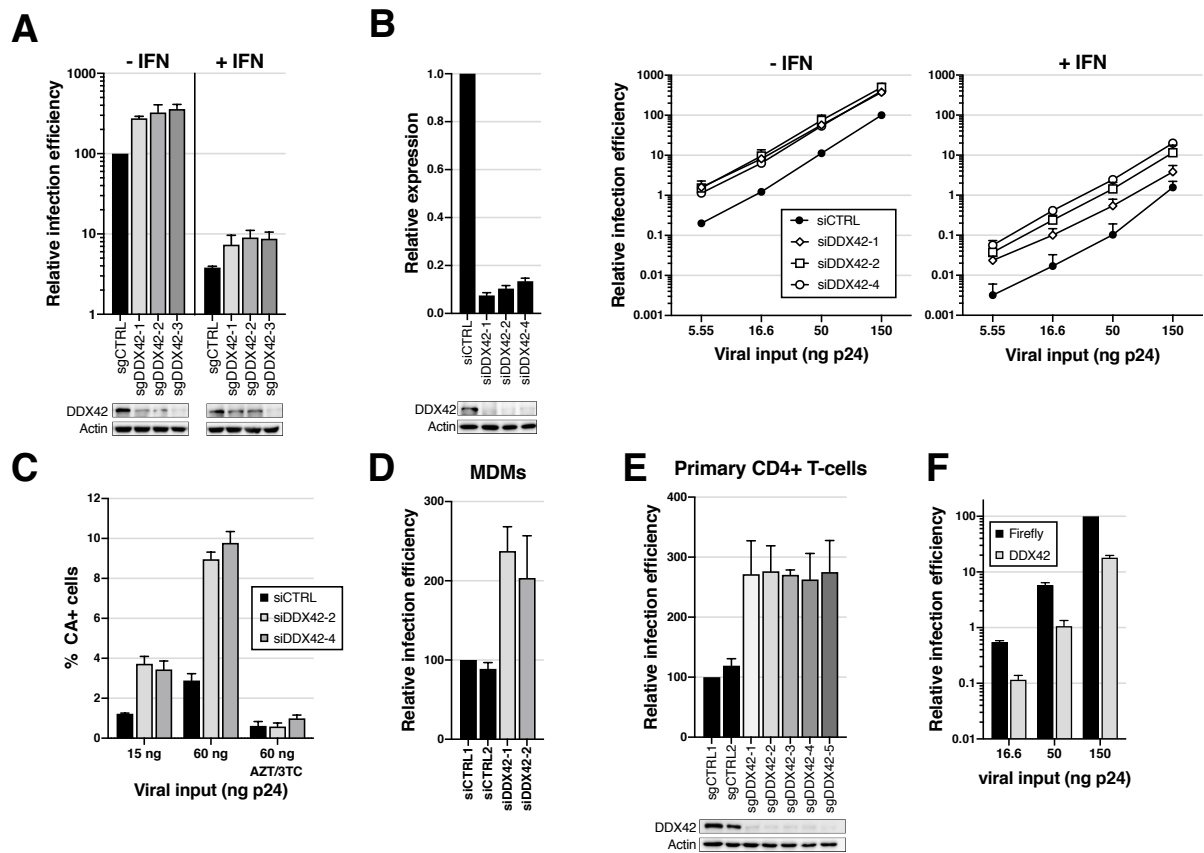 A
- IFN
+ IFN
Relative infection efficiency
1000
100
10
1
sgCTRL
sgDDX42-1
sgDDX42-2
sgDDX42-3
sgCTRL
sgDDX42-1
sgDDX42-2
sgDDX42-3
DDX42
Actin
B
Relative expression
1.0
0.8
0.6
0.4
0.2
0.0
siCTRL
siDDX42-1
siDDX42-2
siDDX42-4
DDX42
Actin
- IFN
Relative infection efficiency
1000
100
10
1
0.1
0.01
0.001
5.55
16.6
50
150
Viral input (ng p24)
siCTRL
siDDX42-1
siDDX42-2
siDDX42-4
+ IFN
1000
100
10
1
0.1
0.01
0.001
5.55
16.6
50
150
Viral input (ng p24)
C
% CA+ cells
12
10
8
6
4
2
0
siCTRL
siDDX42-2
siDDX42-4
15 ng
60 ng
60 ng
AZT/3TC
Viral input (ng p24)
D
MDMs
Relative infection efficiency
300
200
100
0
siCTRL1
siCTRL2
siDDX42-1
siDDX42-2
E
Primary CD4+ T-cells
Relative infection efficiency
400
300
200
100
0
sgCTRL1
sgCTRL2
sgDDX42-1
sgDDX42-2
sgDDX42-3
sgDDX42-4
sgDDX42-5
DDX42
Actin
F
Relative infection efficiency
100
10
1
0.1
0.01
Firefly
DDX42
16.6
50
150
viral input (ng p24)